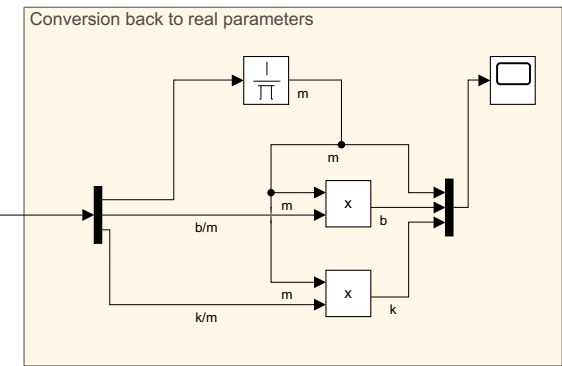 Conversion back to real parameters
1
∏
m
m
m
x
b
b/m
m
x
k
k/m